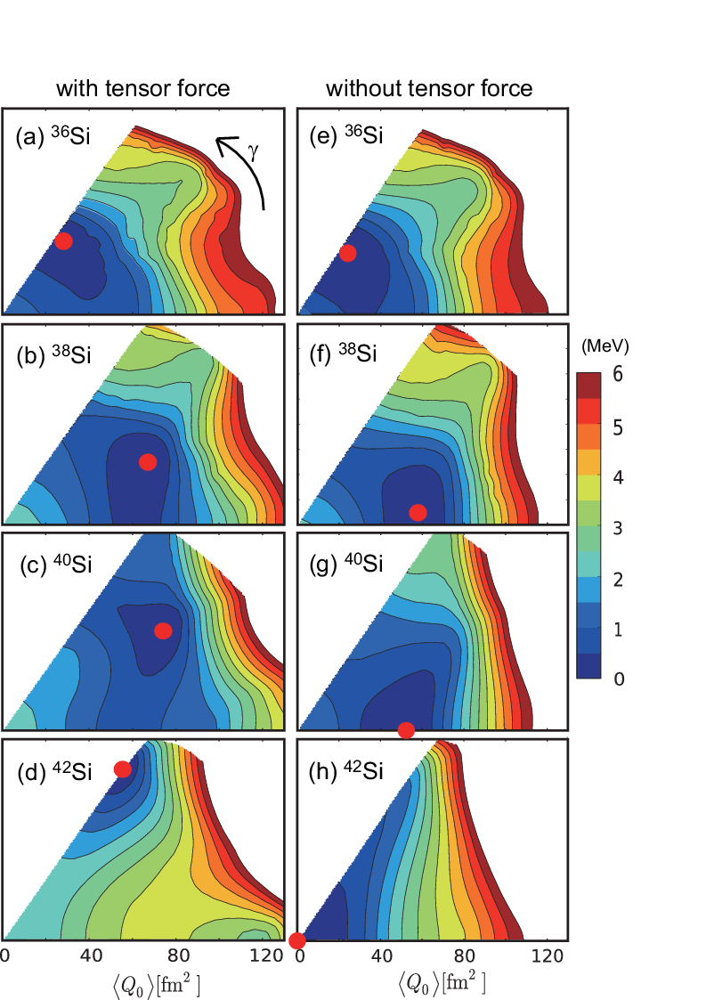 with tensor force
without tensor force
(a) ³⁶Si
γ
(e) ³⁶Si
(b) ³⁸Si
(f) ³⁸Si
(MeV)
6
5
4
3
2
1
0
(c) ⁴⁰Si
(g) ⁴⁰Si
(d) ⁴²Si
(h) ⁴²Si
0 40 80 120
0 40 80 120
⟨Q₀⟩[fm²]
⟨Q₀⟩[fm²]